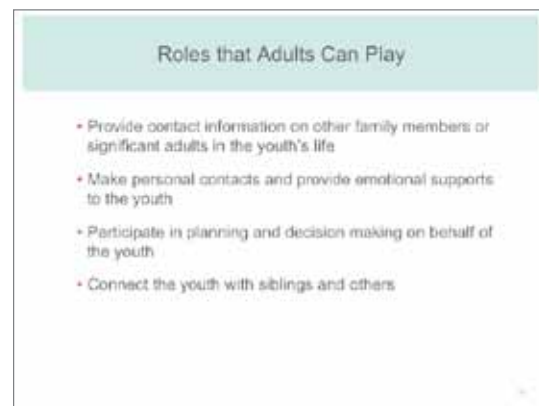 Roles that Adults Can Play
• Provide contact information on other family members or
significant adults in the youth's life
• Make personal contacts and provide emotional supports
to the youth
• Participate in planning and decision making on behalf of
the youth
• Connect the youth with siblings and others